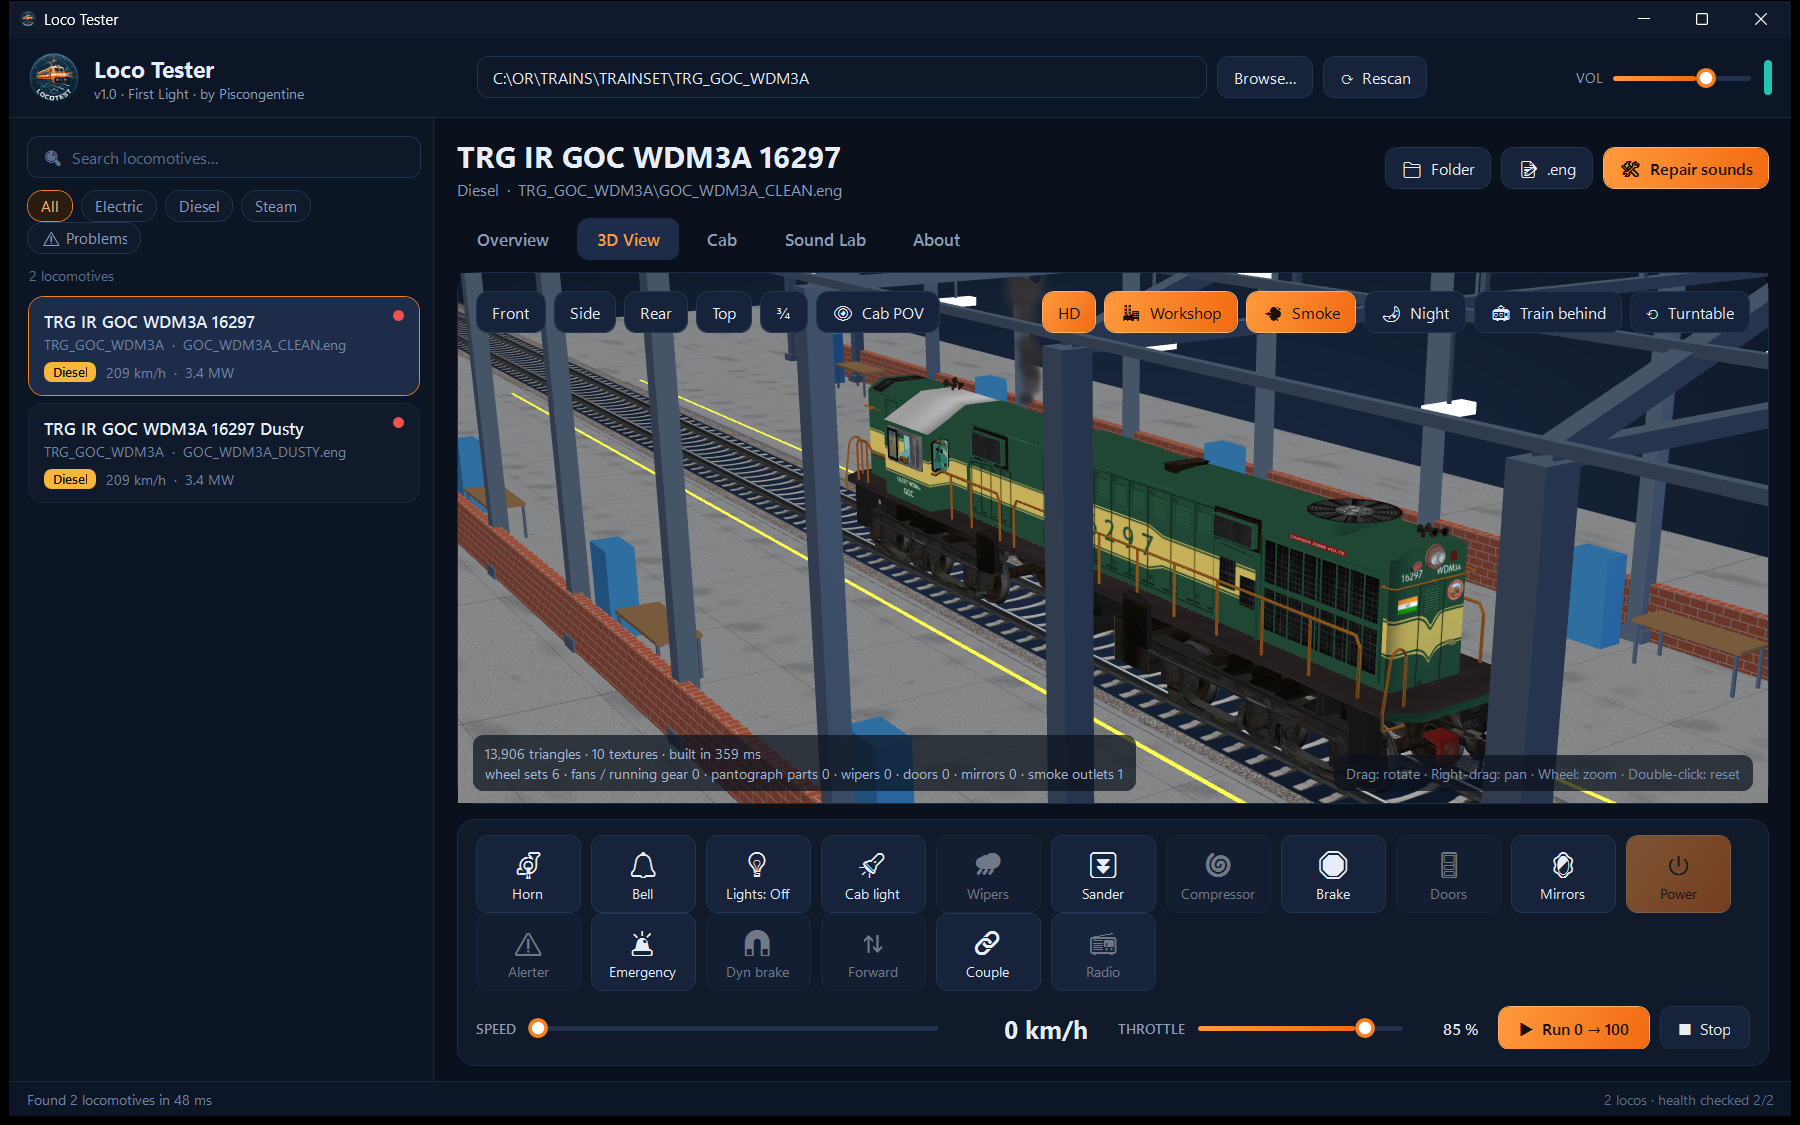 Loco Tester
Loco Tester
v1.0 · First Light · by Piscongentine
LOCOTEST
C:\OR\TRAINS\TRAINSET\TRG_GOC_WDM3A
Browse...
Rescan
VOL
Search locomotives...
All
Electric
Diesel
Steam
Problems
2 locomotives
TRG IR GOC WDM3A 16297
TRG_GOC_WDM3A · GOC_WDM3A_CLEAN.eng
Diesel 209 km/h · 3.4 MW
TRG IR GOC WDM3A 16297 Dusty
TRG_GOC_WDM3A · GOC_WDM3A_DUSTY.eng
Diesel 209 km/h · 3.4 MW
TRG IR GOC WDM3A 16297
Diesel · TRG_GOC_WDM3A\GOC_WDM3A_CLEAN.eng
Folder
.eng
Repair sounds
Overview
3D View
Cab
Sound Lab
About
Front
Side
Rear
Top
¾
Cab POV
HD
Workshop
Smoke
Night
Train behind
Turntable
GOC
6297
DANGER 25000 VOLTS
16297 WDM3A
13,906 triangles · 10 textures · built in 359 ms
wheel sets 6 · fans / running gear 0 · pantograph parts 0 · wipers 0 · doors 0 · mirrors 0 · smoke outlets 1
Drag: rotate · Right-drag: pan · Wheel: zoom · Double-click: reset
Horn
Bell
Lights: Off
Cab light
Wipers
Sander
Compressor
Brake
Doors
Mirrors
Power
Alerter
Emergency
Dyn brake
Forward
Couple
Radio
SPEED
0 km/h
THROTTLE
85 %
Run 0 → 100
Stop
Found 2 locomotives in 48 ms
2 locos · health checked 2/2